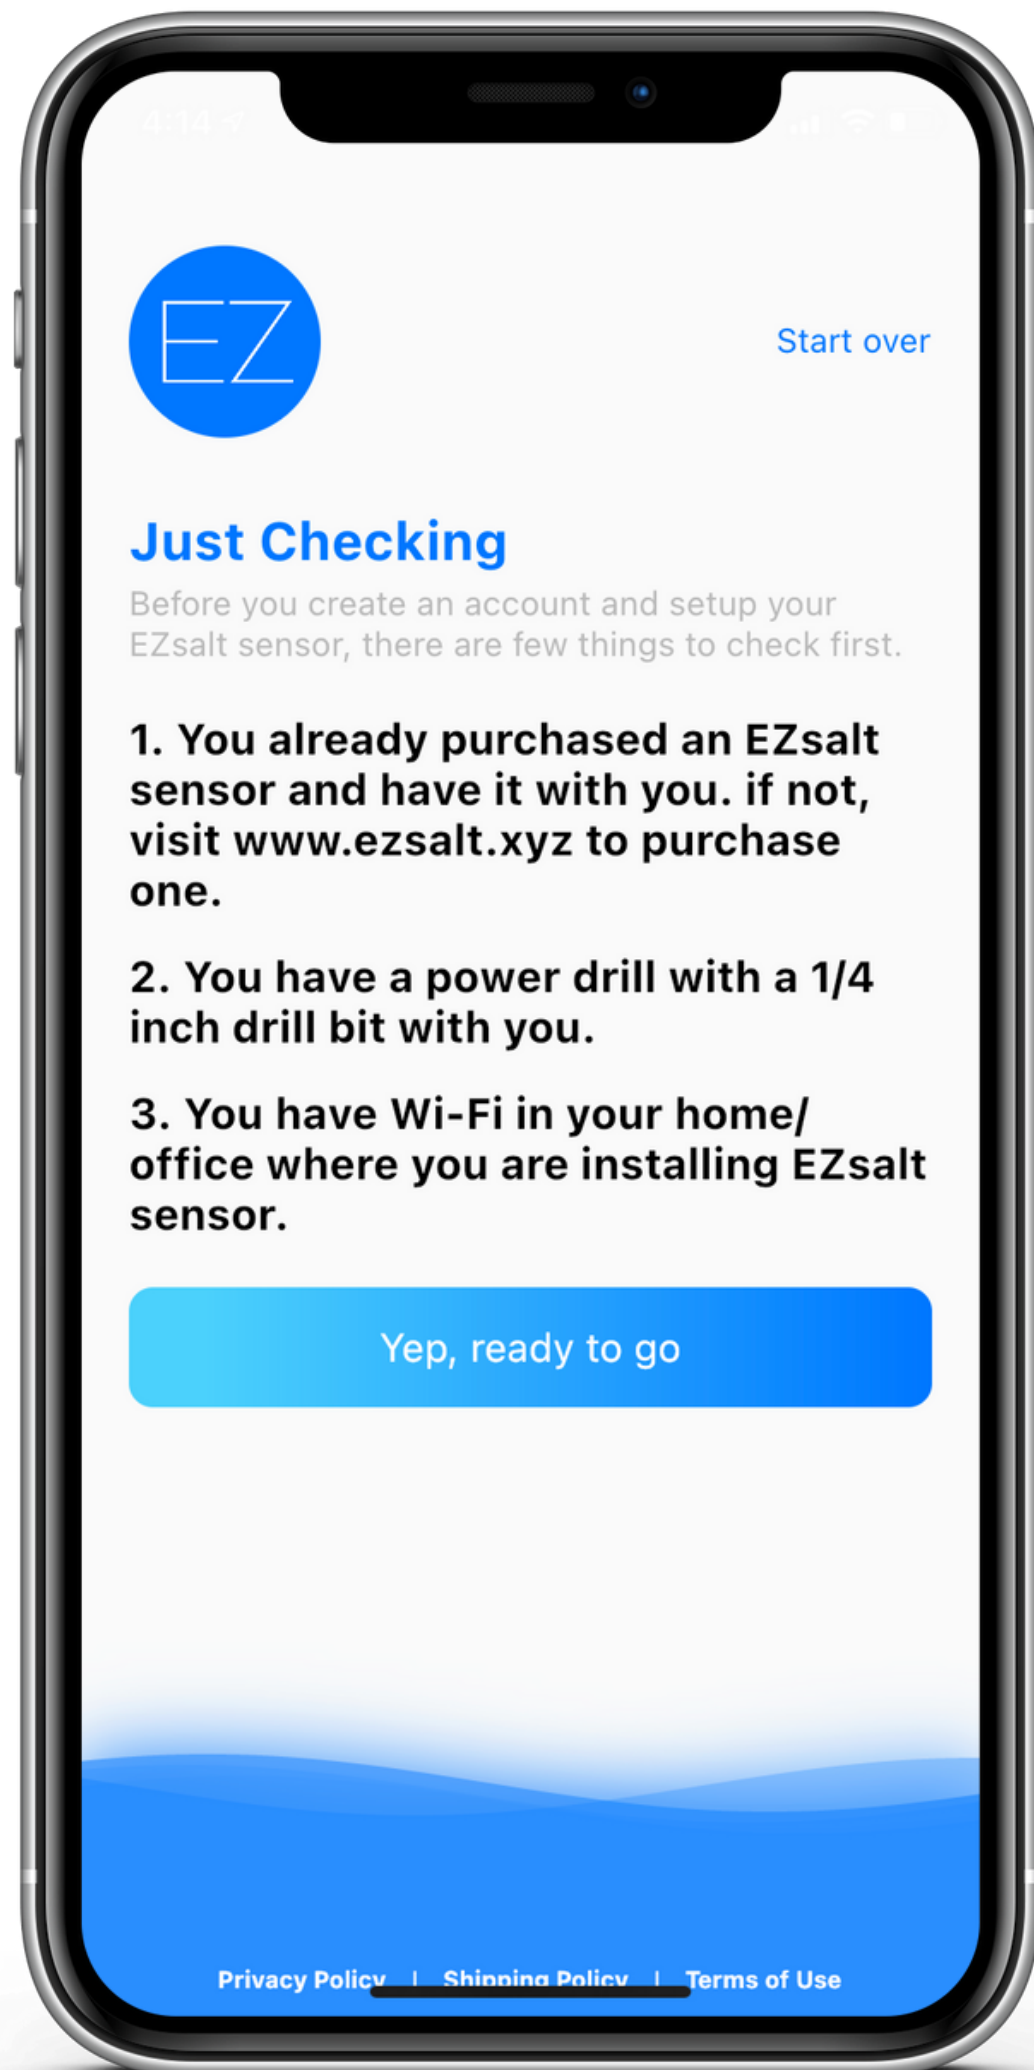 4:14
EZ
Start over
Just Checking
Before you create an account and setup your
EZsalt sensor, there are few things to check first.
1. You already purchased an EZsalt
sensor and have it with you. if not,
visit www.ezsalt.xyz to purchase
one.
2. You have a power drill with a 1/4
inch drill bit with you.
3. You have Wi-Fi in your home/
office where you are installing EZsalt
sensor.
Yep, ready to go
Privacy Policy | Shipping Policy | Terms of Use